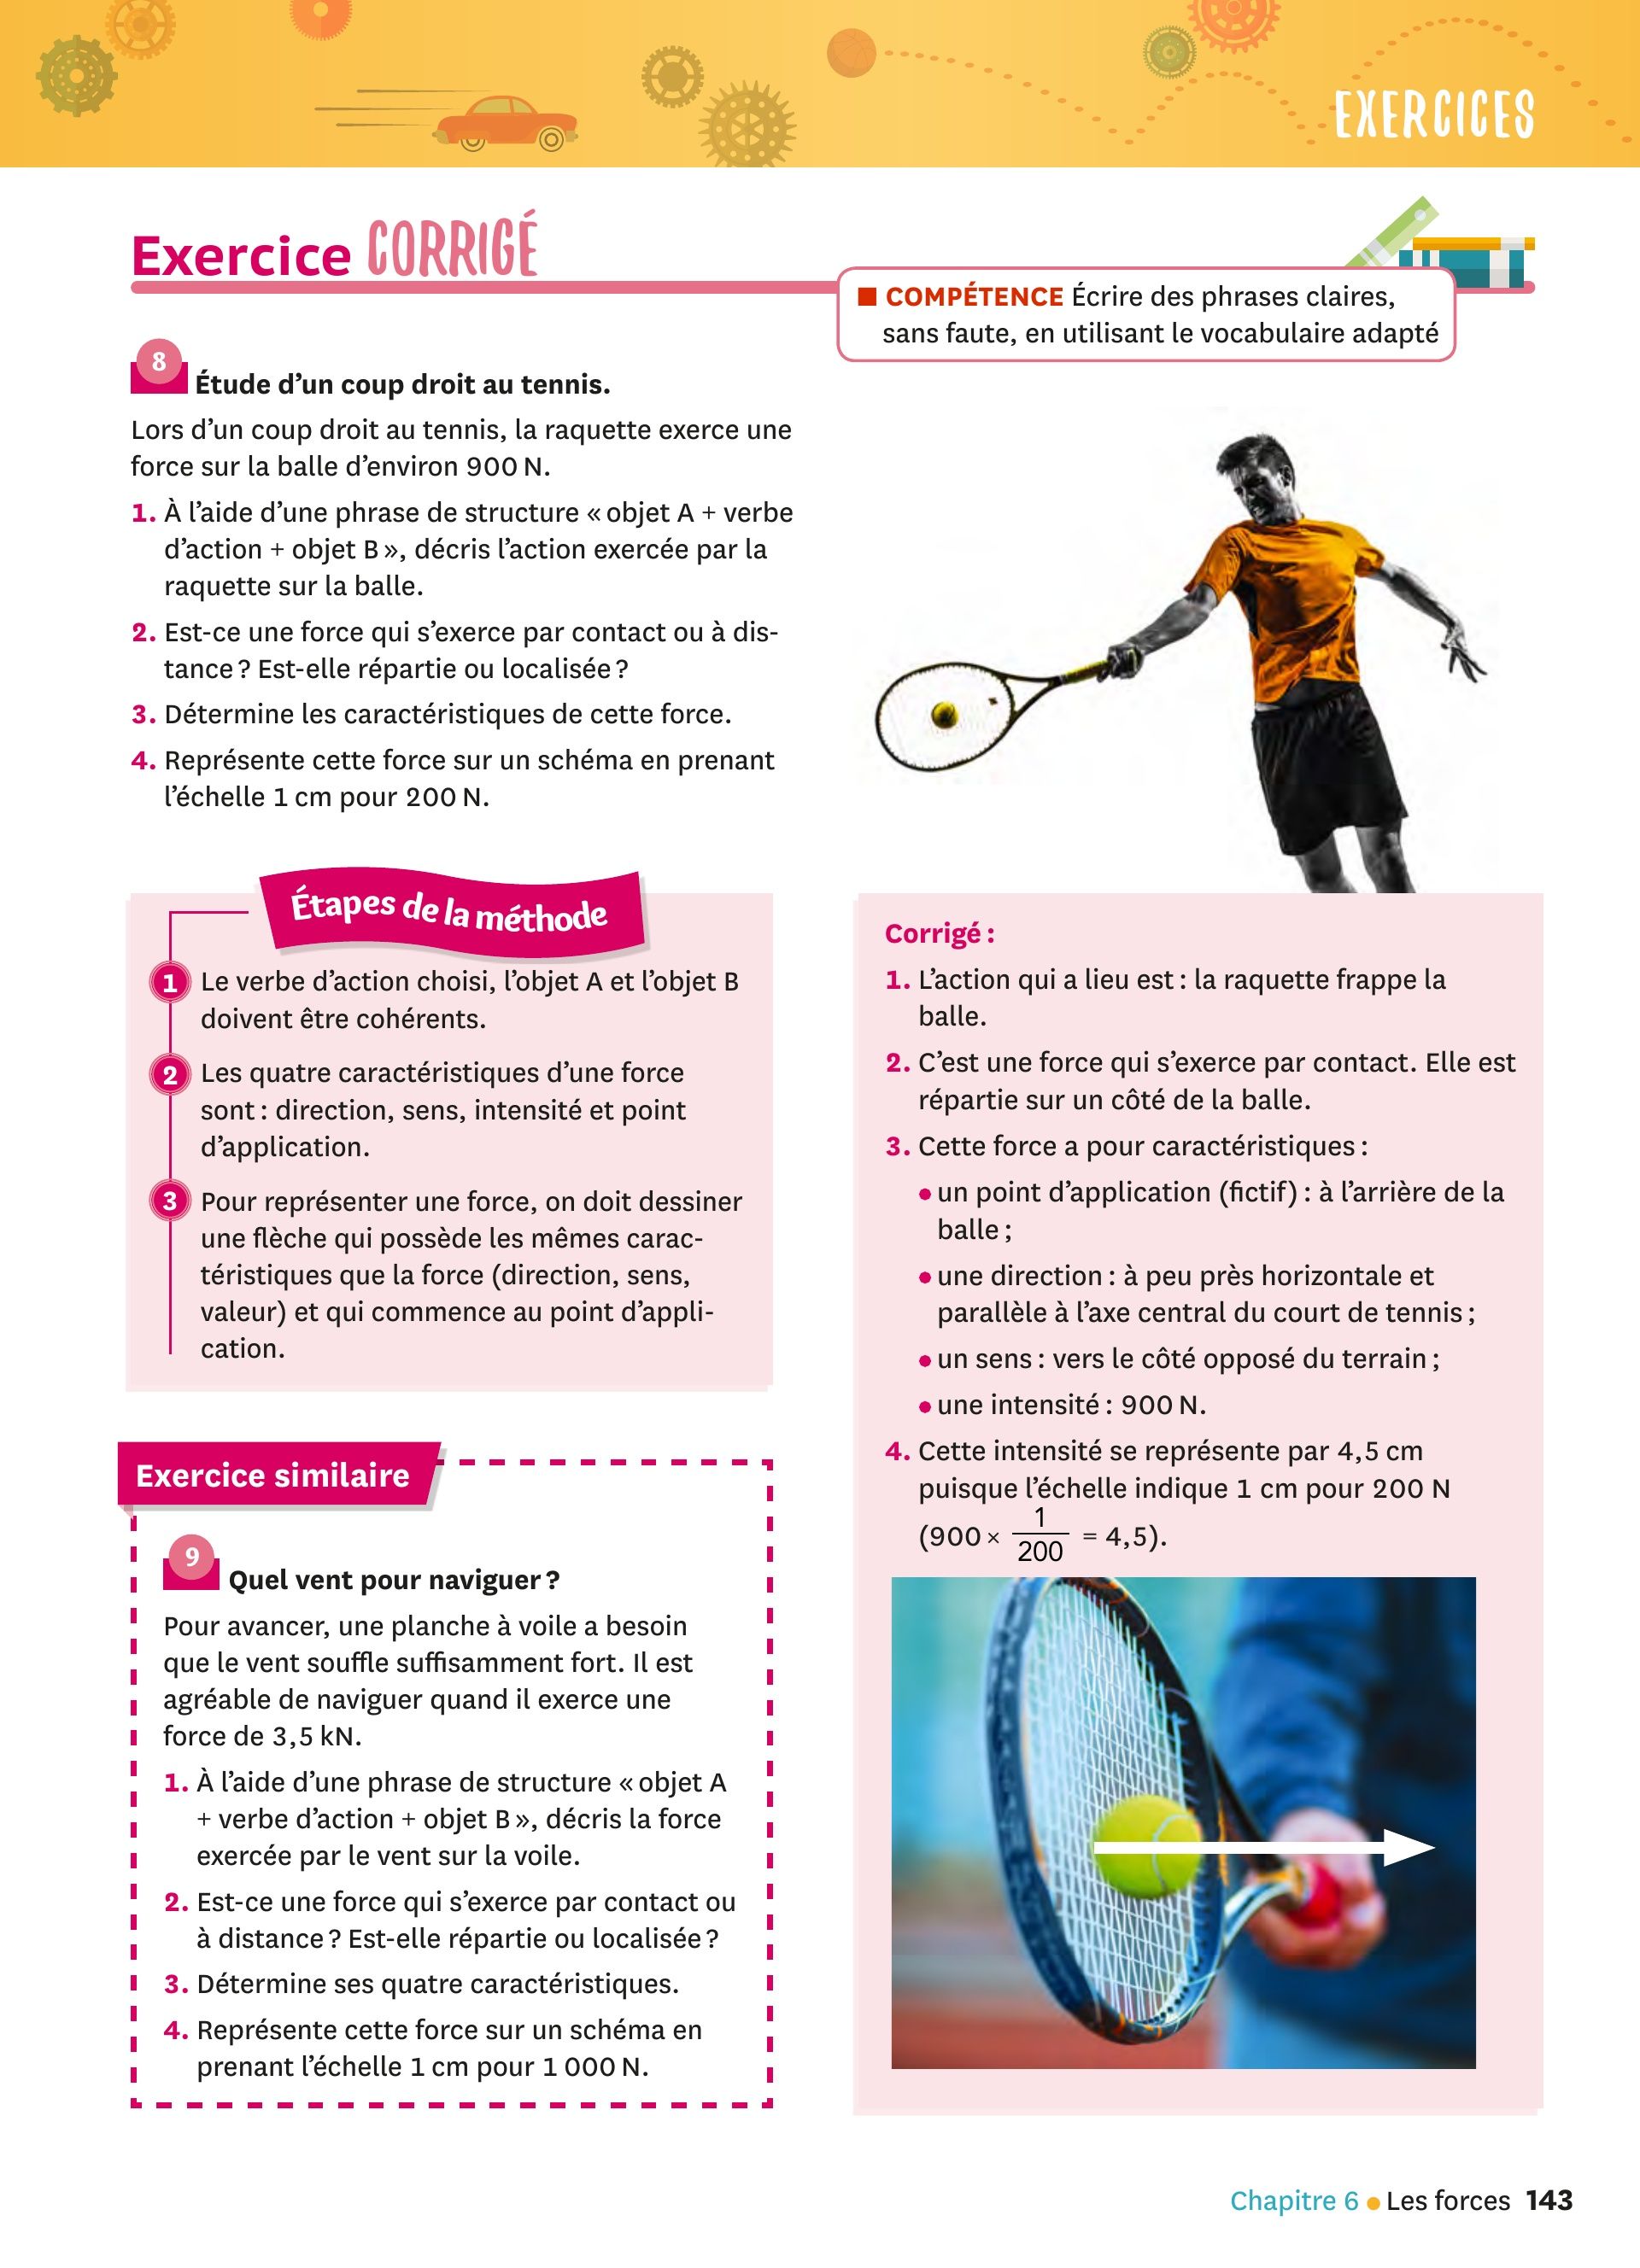 EXERCICES
Exercice CORRIGÉ
■ COMPÉTENCE Écrire des phrases claires,
sans faute, en utilisant le vocabulaire adapté
8
Étude d’un coup droit au tennis.
Lors d’un coup droit au tennis, la raquette exerce une
force sur la balle d’environ 900 N.
1. À l’aide d’une phrase de structure « objet A + verbe
d’action + objet B », décris l’action exercée par la
raquette sur la balle.
2. Est-ce une force qui s’exerce par contact ou à dis-
tance ? Est-elle répartie ou localisée ?
3. Détermine les caractéristiques de cette force.
4. Représente cette force sur un schéma en prenant
l’échelle 1 cm pour 200 N.
Étapes de la méthode
1 Le verbe d’action choisi, l’objet A et l’objet B
doivent être cohérents.
2 Les quatre caractéristiques d’une force
sont : direction, sens, intensité et point
d’application.
3 Pour représenter une force, on doit dessiner
une flèche qui possède les mêmes carac-
téristiques que la force (direction, sens,
valeur) et qui commence au point d’appli-
cation.
Exercice similaire
9
Quel vent pour naviguer ?
Pour avancer, une planche à voile a besoin
que le vent souffle suffisamment fort. Il est
agréable de naviguer quand il exerce une
force de 3,5 kN.
1. À l’aide d’une phrase de structure « objet A
+ verbe d’action + objet B », décris la force
exercée par le vent sur la voile.
2. Est-ce une force qui s’exerce par contact ou
à distance ? Est-elle répartie ou localisée ?
3. Détermine ses quatre caractéristiques.
4. Représente cette force sur un schéma en
prenant l’échelle 1 cm pour 1 000 N.
Corrigé :
1. L’action qui a lieu est : la raquette frappe la
balle.
2. C’est une force qui s’exerce par contact. Elle est
répartie sur un côté de la balle.
3. Cette force a pour caractéristiques :
• un point d’application (fictif) : à l’arrière de la
balle ;
• une direction : à peu près horizontale et
parallèle à l’axe central du court de tennis ;
• un sens : vers le côté opposé du terrain ;
• une intensité : 900 N.
4. Cette intensité se représente par 4,5 cm
puisque l’échelle indique 1 cm pour 200 N
(900 × 1/200 = 4,5).
Chapitre 6 • Les forces 143